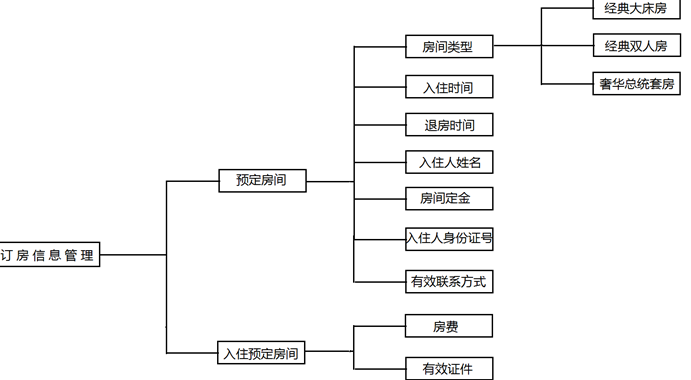 订房信息管理
预定房间
房间类型
经典大床房
经典双人房
奢华总统套房
入住时间
退房时间
入住人姓名
房间定金
入住人身份证号
有效联系方式
入住预定房间
房费
有效证件